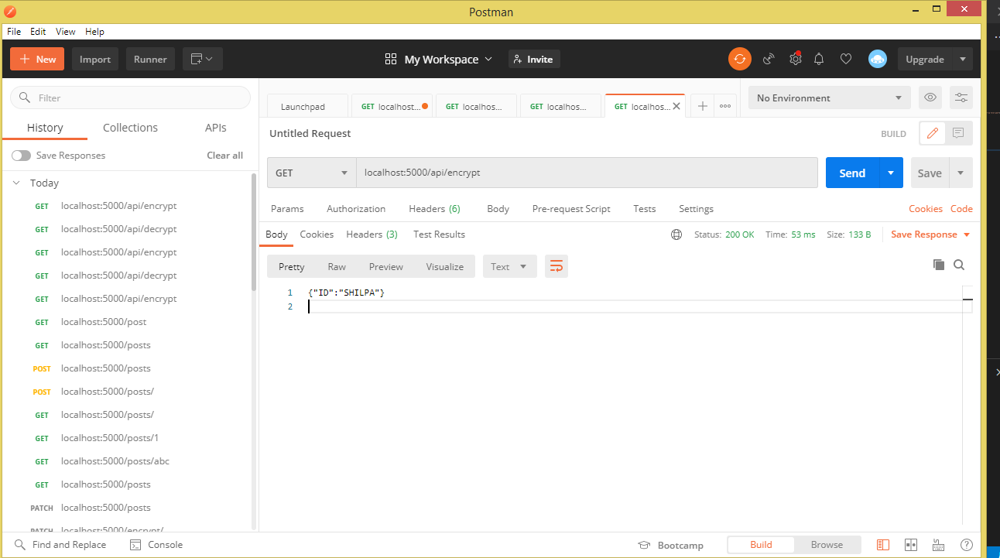 Postman
File Edit View Help
New Import Runner My Workspace Invite Upgrade
Filter
History Collections APIs
Save Responses Clear all
Today
GET localhost:5000/api/encrypt
GET localhost:5000/api/decrypt
GET localhost:5000/api/encrypt
GET localhost:5000/api/decrypt
GET localhost:5000/api/encrypt
GET localhost:5000/post
GET localhost:5000/posts
POST localhost:5000/posts
POST localhost:5000/posts/
GET localhost:5000/posts/
GET localhost:5000/posts/1
GET localhost:5000/posts/abc
GET localhost:5000/posts
PATCH localhost:5000/posts
PATCH localhost:5000/encrypt/
Launchpad GET localhost... GET localhos... GET localhos... GET localhos... No Environment
Untitled Request BUILD
GET localhost:5000/api/encrypt Send Save
Params Authorization Headers (6) Body Pre-request Script Tests Settings Cookies Code
Body Cookies Headers (3) Test Results Status: 200 OK Time: 53 ms Size: 133 B Save Response
Pretty Raw Preview Visualize Text
1 {"ID":"SHILPA"}
2
Find and Replace Console Bootcamp Build Browse